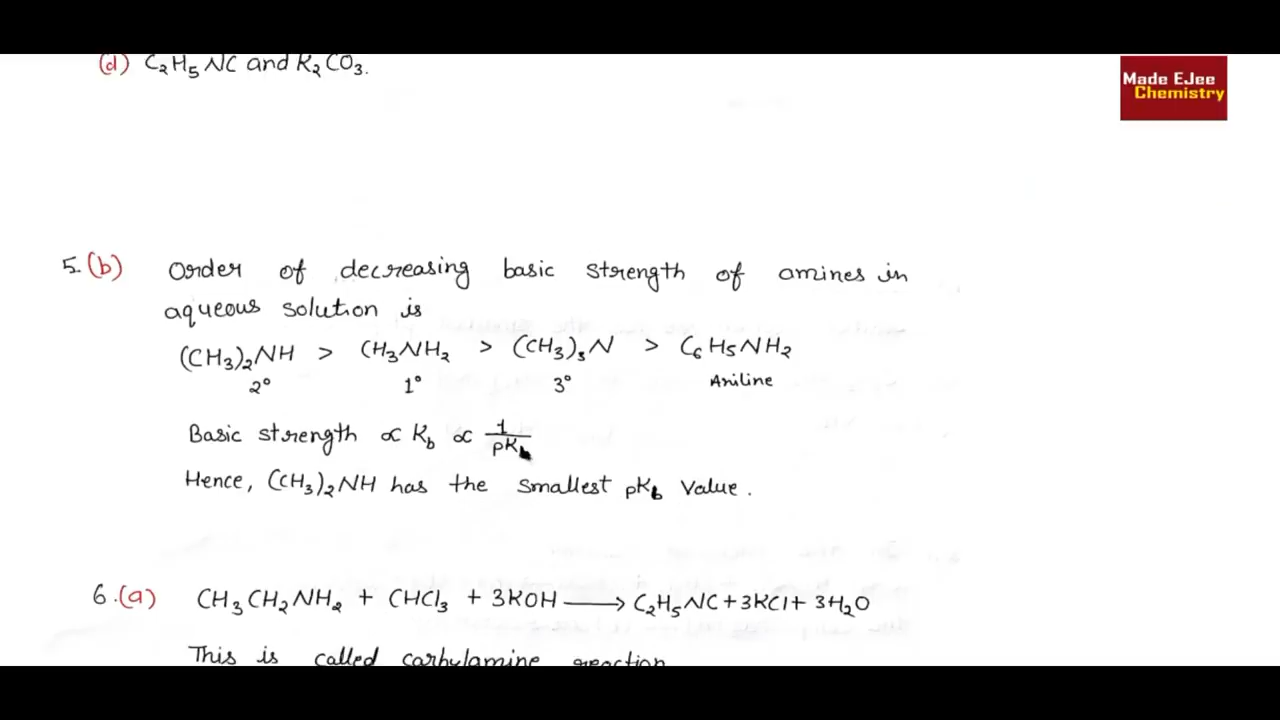 (d) C₂H₅NC and K₂CO₃.
Made EJee
Chemistry
5.(b) Order of decreasing basic strength of amines in
aqueous solution is
(CH₃)₂NH > CH₃NH₂ > (CH₃)₃N > C₆H₅NH₂
2° 1° 3° Aniline
Basic strength ∝ K_b ∝ 1/pK_b
Hence, (CH₃)₂NH has the smallest pK_b value.
6.(a) CH₃CH₂NH₂ + CHCl₃ + 3KOH ⟶ C₂H₅NC + 3KCl + 3H₂O
This is called carbylamine reaction